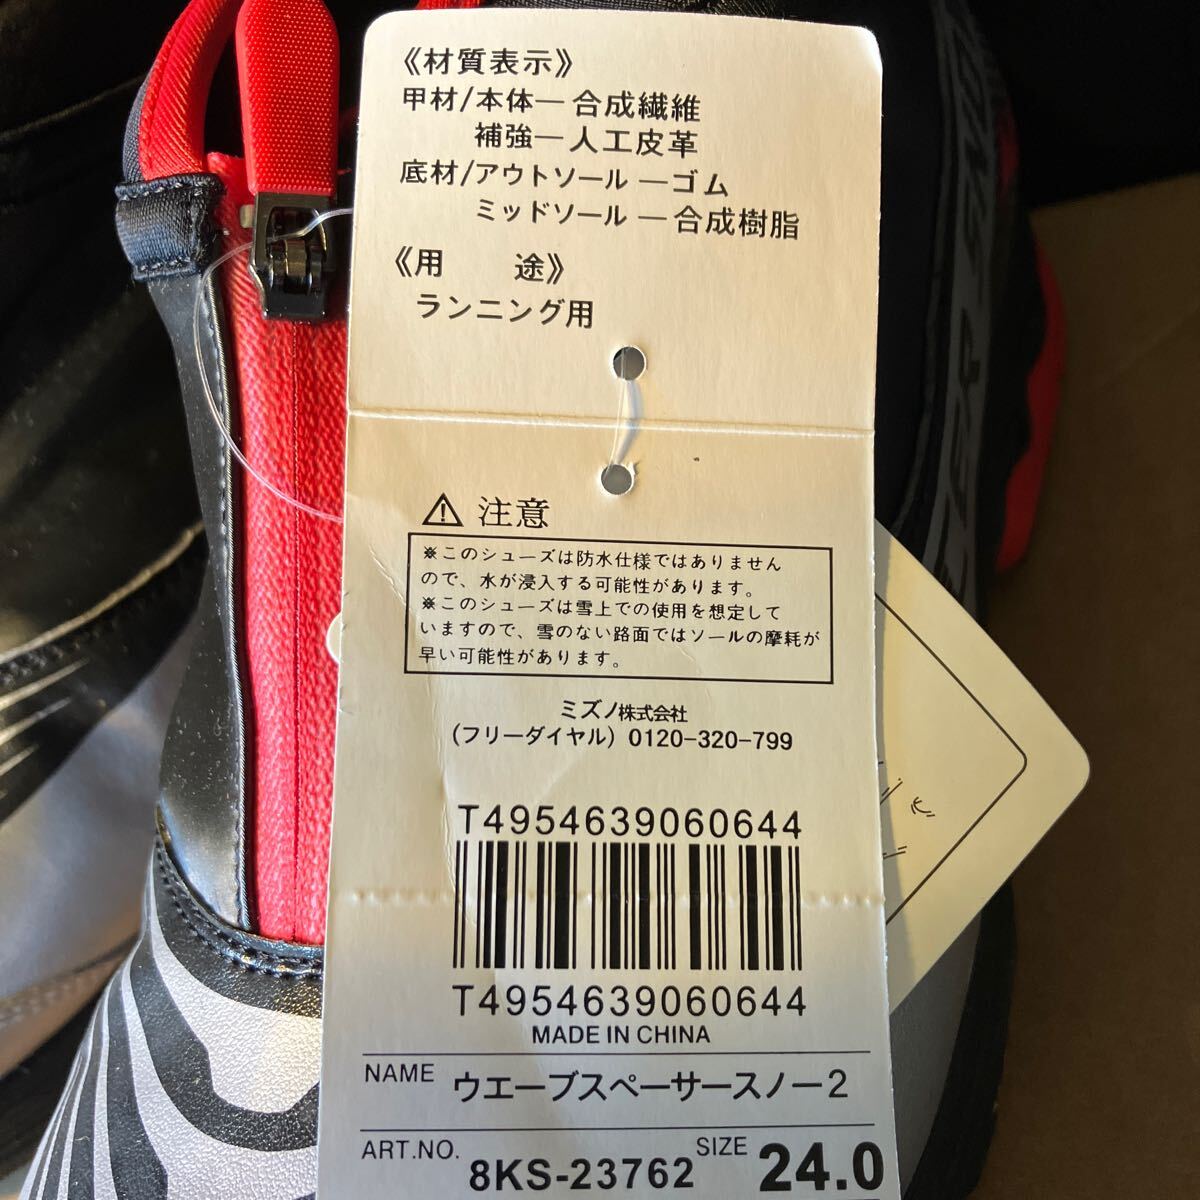 《材質表示》
甲材/本体―合成繊維
補強―人工皮革
底材/アウトソール―ゴム
ミッドソール―合成樹脂
《用　途》
ランニング用
⚠ 注意
※このシューズは防水仕様ではありません
ので、水が浸入する可能性があります。
※このシューズは雪上での使用を想定して
いますので、雪のない路面ではソールの摩耗が
早い可能性があります。
ミズノ株式会社
(フリーダイヤル) 0120-320-799
T4954639060644
T4954639060644
MADE IN CHINA
NAME ウエーブスペーサースノー2
ART.NO. 8KS-23762 SIZE 24.0